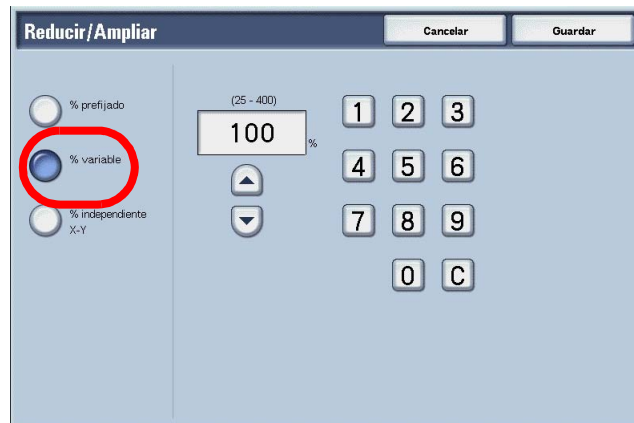 Reducir/Ampliar
Cancelar
Guardar
% prefijado
% variable
% independiente
X-Y
(25 - 400)
100 %
1 2 3
4 5 6
7 8 9
0 C